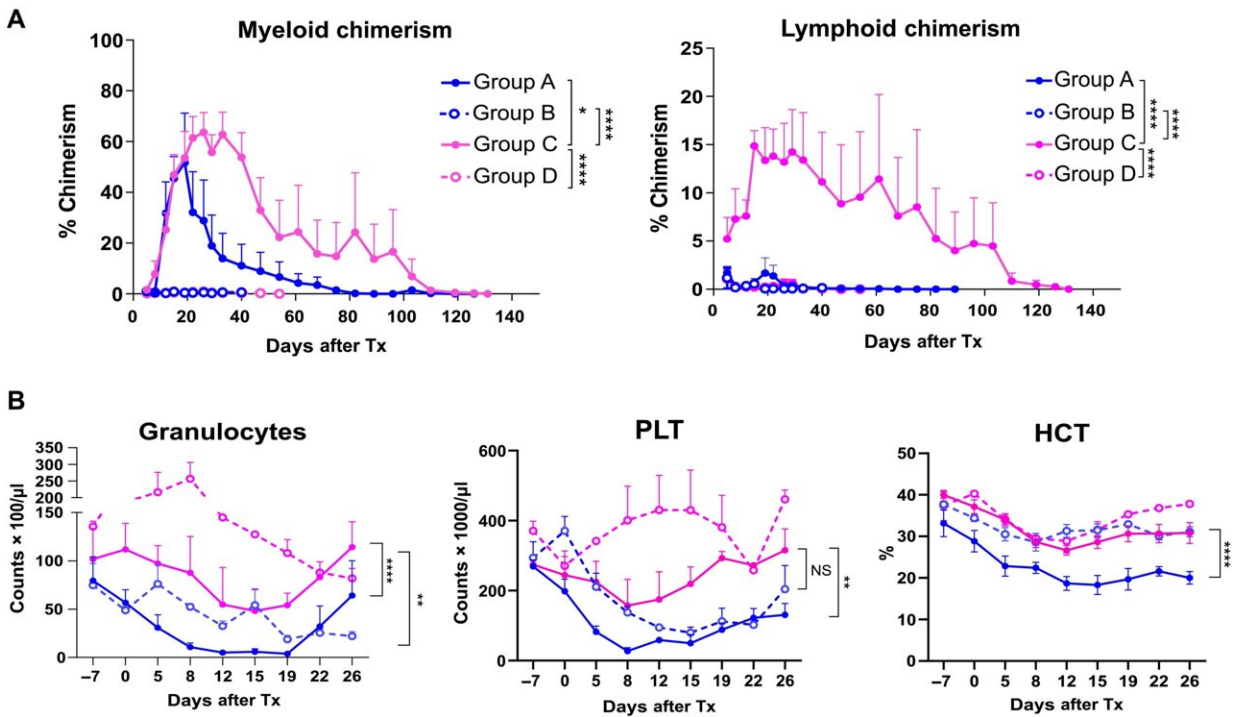 A
Myeloid chimerism
% Chimerism
100
80
60
40
20
0
0 20 40 60 80 100 120 140
Days after Tx
Group A
Group B
Group C
Group D
*
****
****
Lymphoid chimerism
% Chimerism
25
20
15
10
5
0
0 20 40 60 80 100 120 140
Days after Tx
Group A
Group B
Group C
Group D
****
****
****
B
Granulocytes
Counts × 100/µl
350
300
250
200
150
100
50
0
–7 0 5 8 12 15 19 22 26
Days after Tx
****
**
PLT
Counts × 1000/µl
600
400
200
0
–7 0 5 8 12 15 19 22 26
Days after Tx
NS
**
HCT
%
50
40
30
20
10
0
–7 0 5 8 12 15 19 22 26
Days after Tx
****